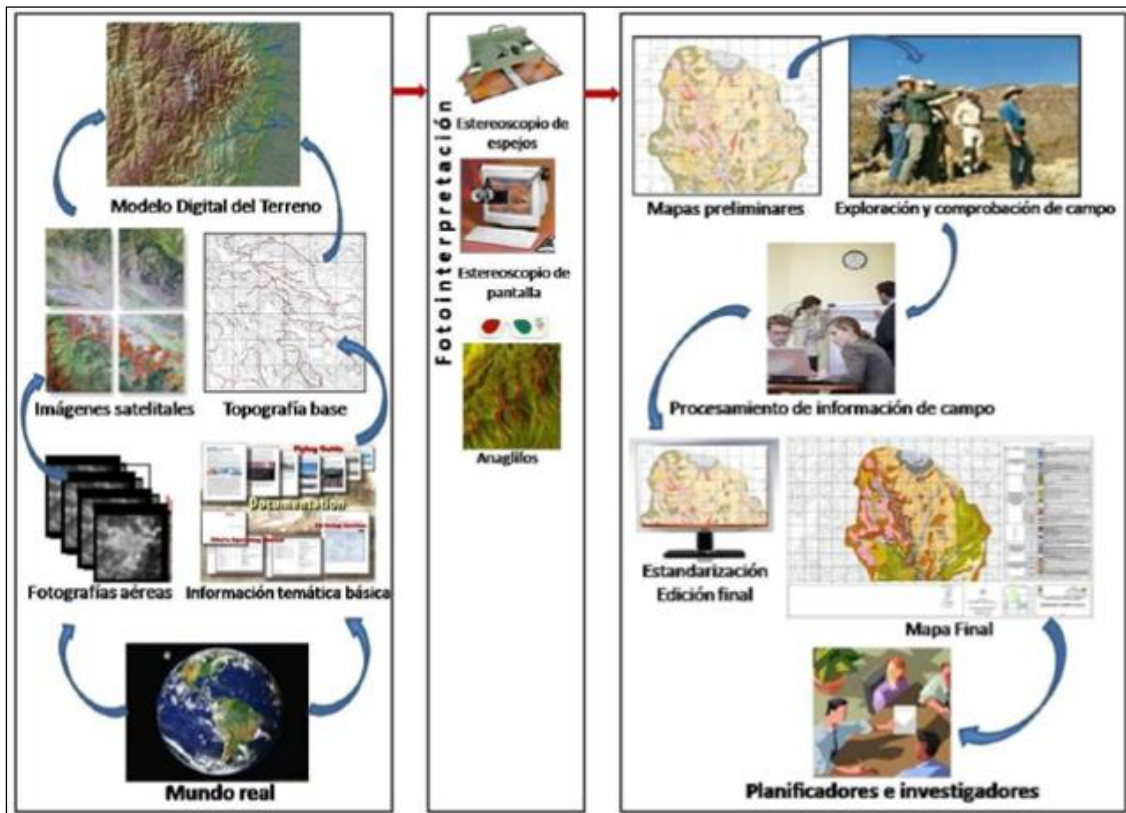 Modelo Digital del Terreno
Imágenes satelitales
Topografía base
Flying Guide
Documentation
Fotografías aéreas
Información temática básica
Mundo real
Fotointerpretación
Estereoscopio de
espejos
Estereoscopio de
pantalla
Anaglifos
Mapas preliminares
Exploración y comprobación de campo
Procesamiento de información de campo
Estandarización
Edición final
Mapa Final
Planificadores e investigadores